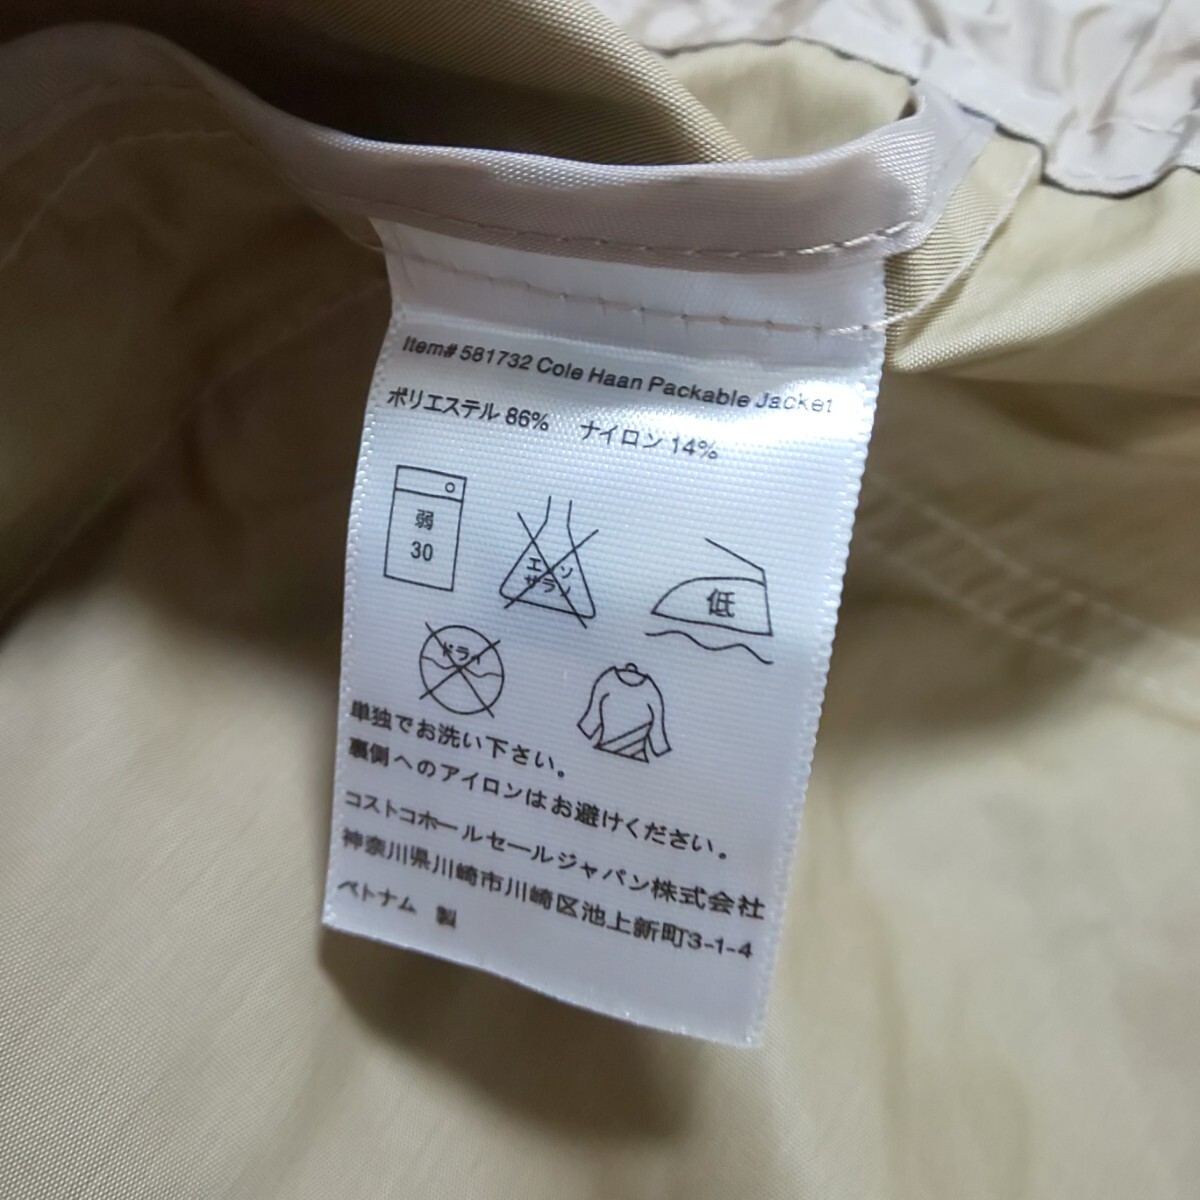 Item# 581732 Cole Haan Packable Jacket
ポリエステル 86% ナイロン 14%
弱
30
エンソ
サラン
低
ドライ
単独でお洗い下さい。
裏側へのアイロンはお避けください。
コストコホールセールジャパン株式会社
神奈川県川崎市川崎区池上新町3-1-4
ベトナム 製